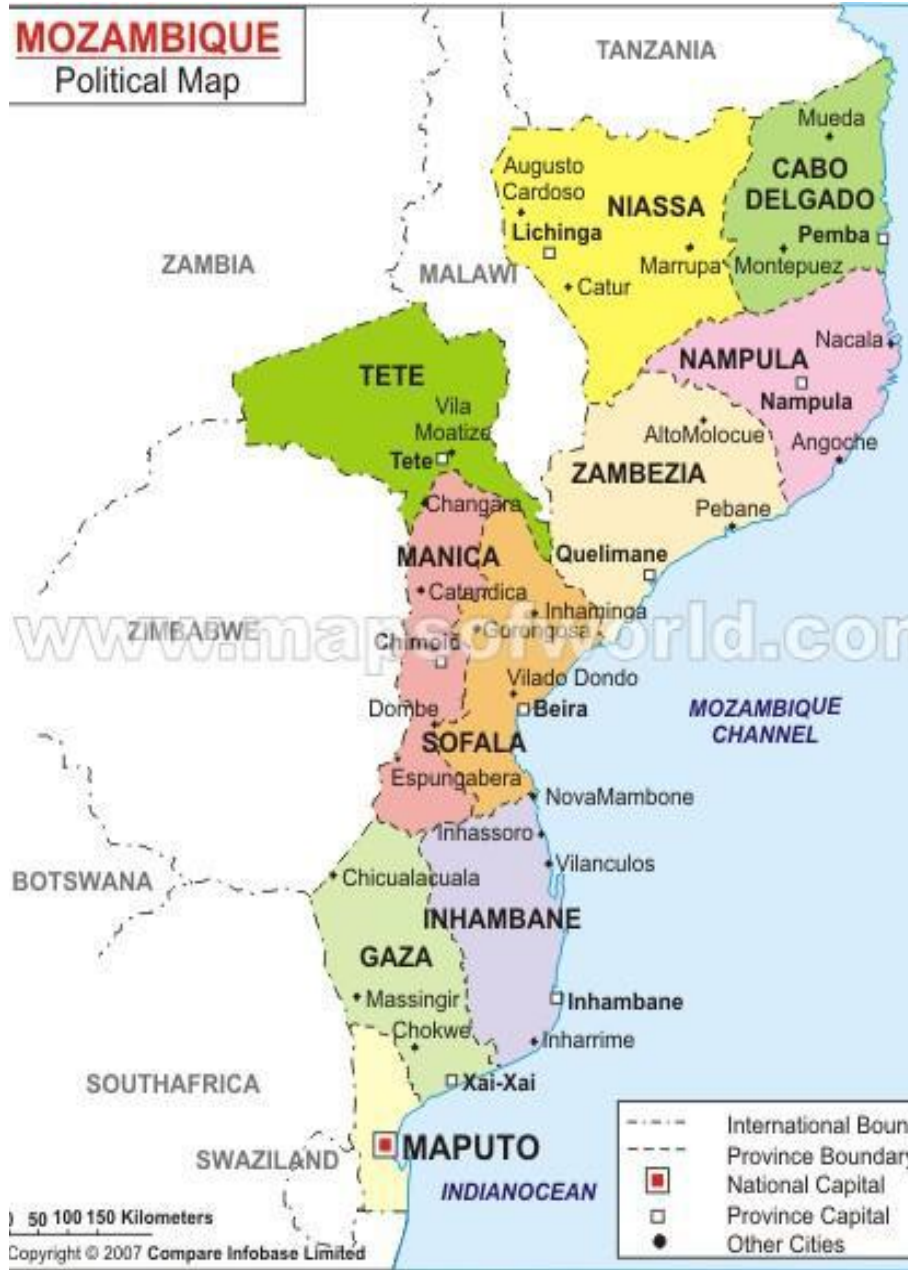 MOZAMBIQUE
Political Map
TANZANIA
Mueda
CABO
DELGADO
Augusto
Cardoso
NIASSA
Lichinga
Pemba
ZAMBIA
MALAWI
Marrupa
Montepuez
Catur
Nacala
NAMPULA
TETE
Nampula
Vila
Moatize
AltoMolocue
Tete
Angoche
ZAMBEZIA
Changara
Pebane
MANICA
Quelimane
Catandica
Inhaminga
www.mapsofworld.com
ZIMBABWE
Gorongosa
Chimoio
Vilado Dondo
Dombe
Beira
MOZAMBIQUE
CHANNEL
SOFALA
Espungabera
NovaMambone
Inhassoro
Vilanculos
BOTSWANA
Chicualacuala
INHAMBANE
GAZA
Massingir
Inhambane
Chokwe
Inharrime
SOUTHAFRICA
Xai-Xai
MAPUTO
SWAZILAND
INDIANOCEAN
International Boun
Province Boundary
National Capital
Province Capital
Other Cities
0 50 100 150 Kilometers
Copyright © 2007 Compare Infobase Limited